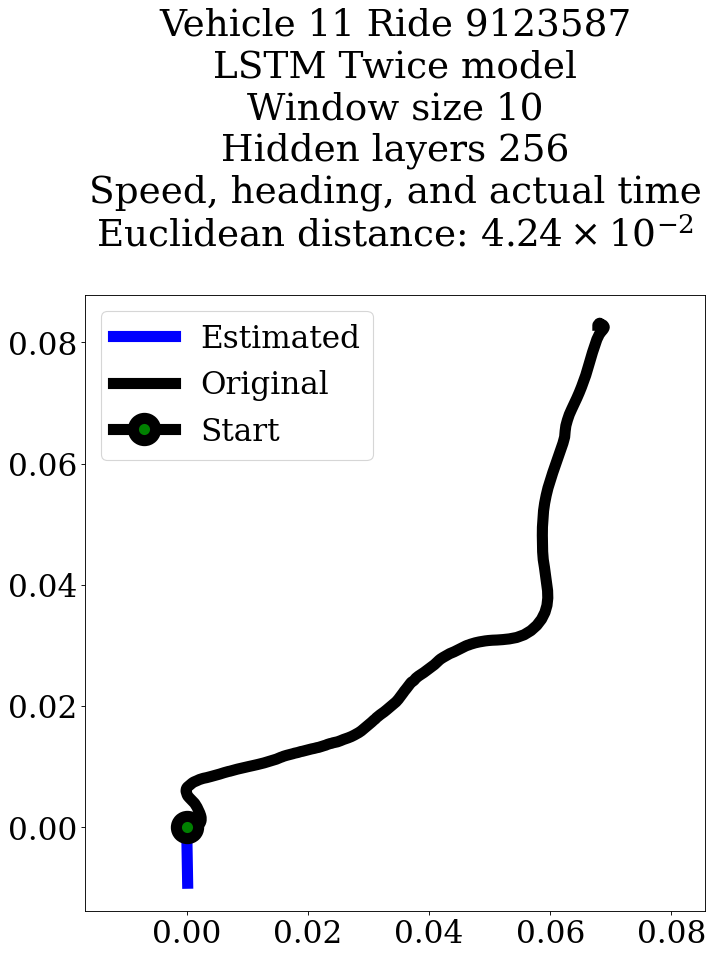 Vehicle 11 Ride 9123587
LSTM Twice model
Window size 10
Hidden layers 256
Speed, heading, and actual time
Euclidean distance: 4.24 × 10⁻²
Estimated
Original
Start
0.08
0.06
0.04
0.02
0.00
0.00 0.02 0.04 0.06 0.08